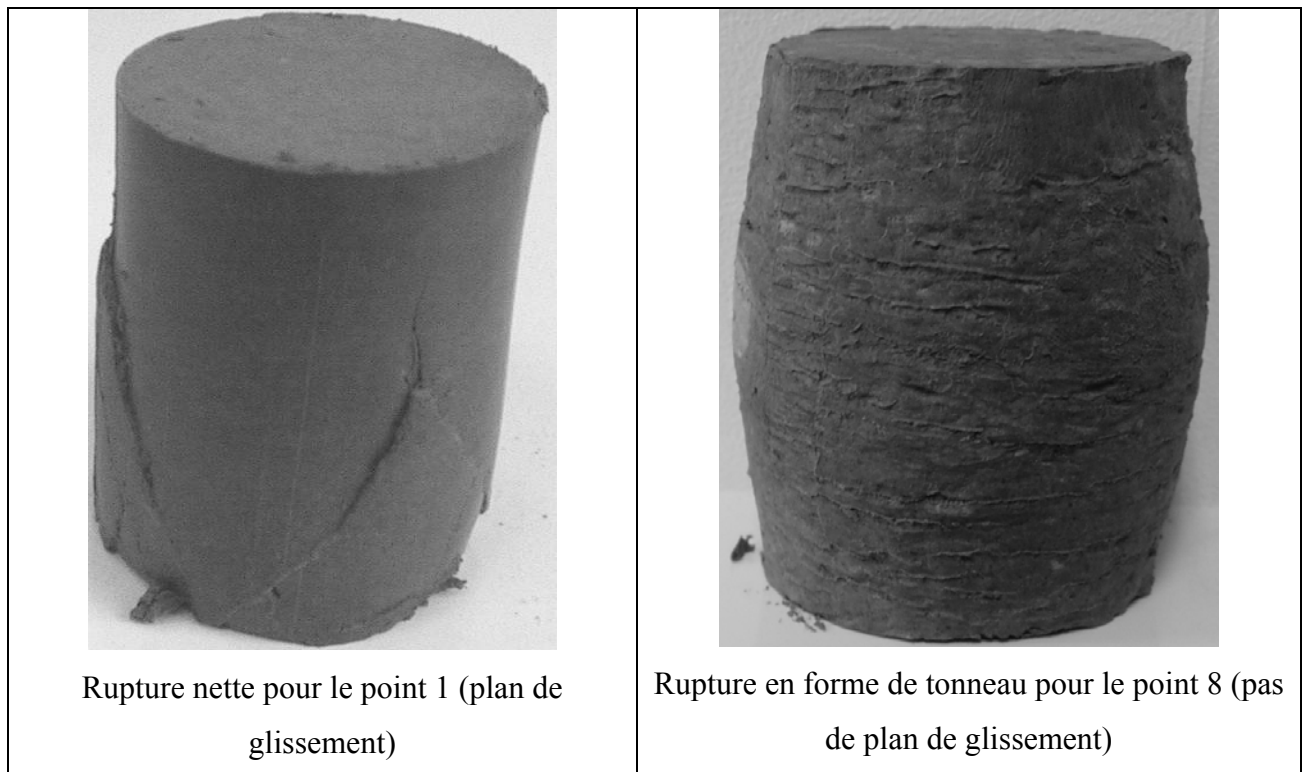 Rupture nette pour le point 1 (plan de
glissement)
Rupture en forme de tonneau pour le point 8 (pas
de plan de glissement)